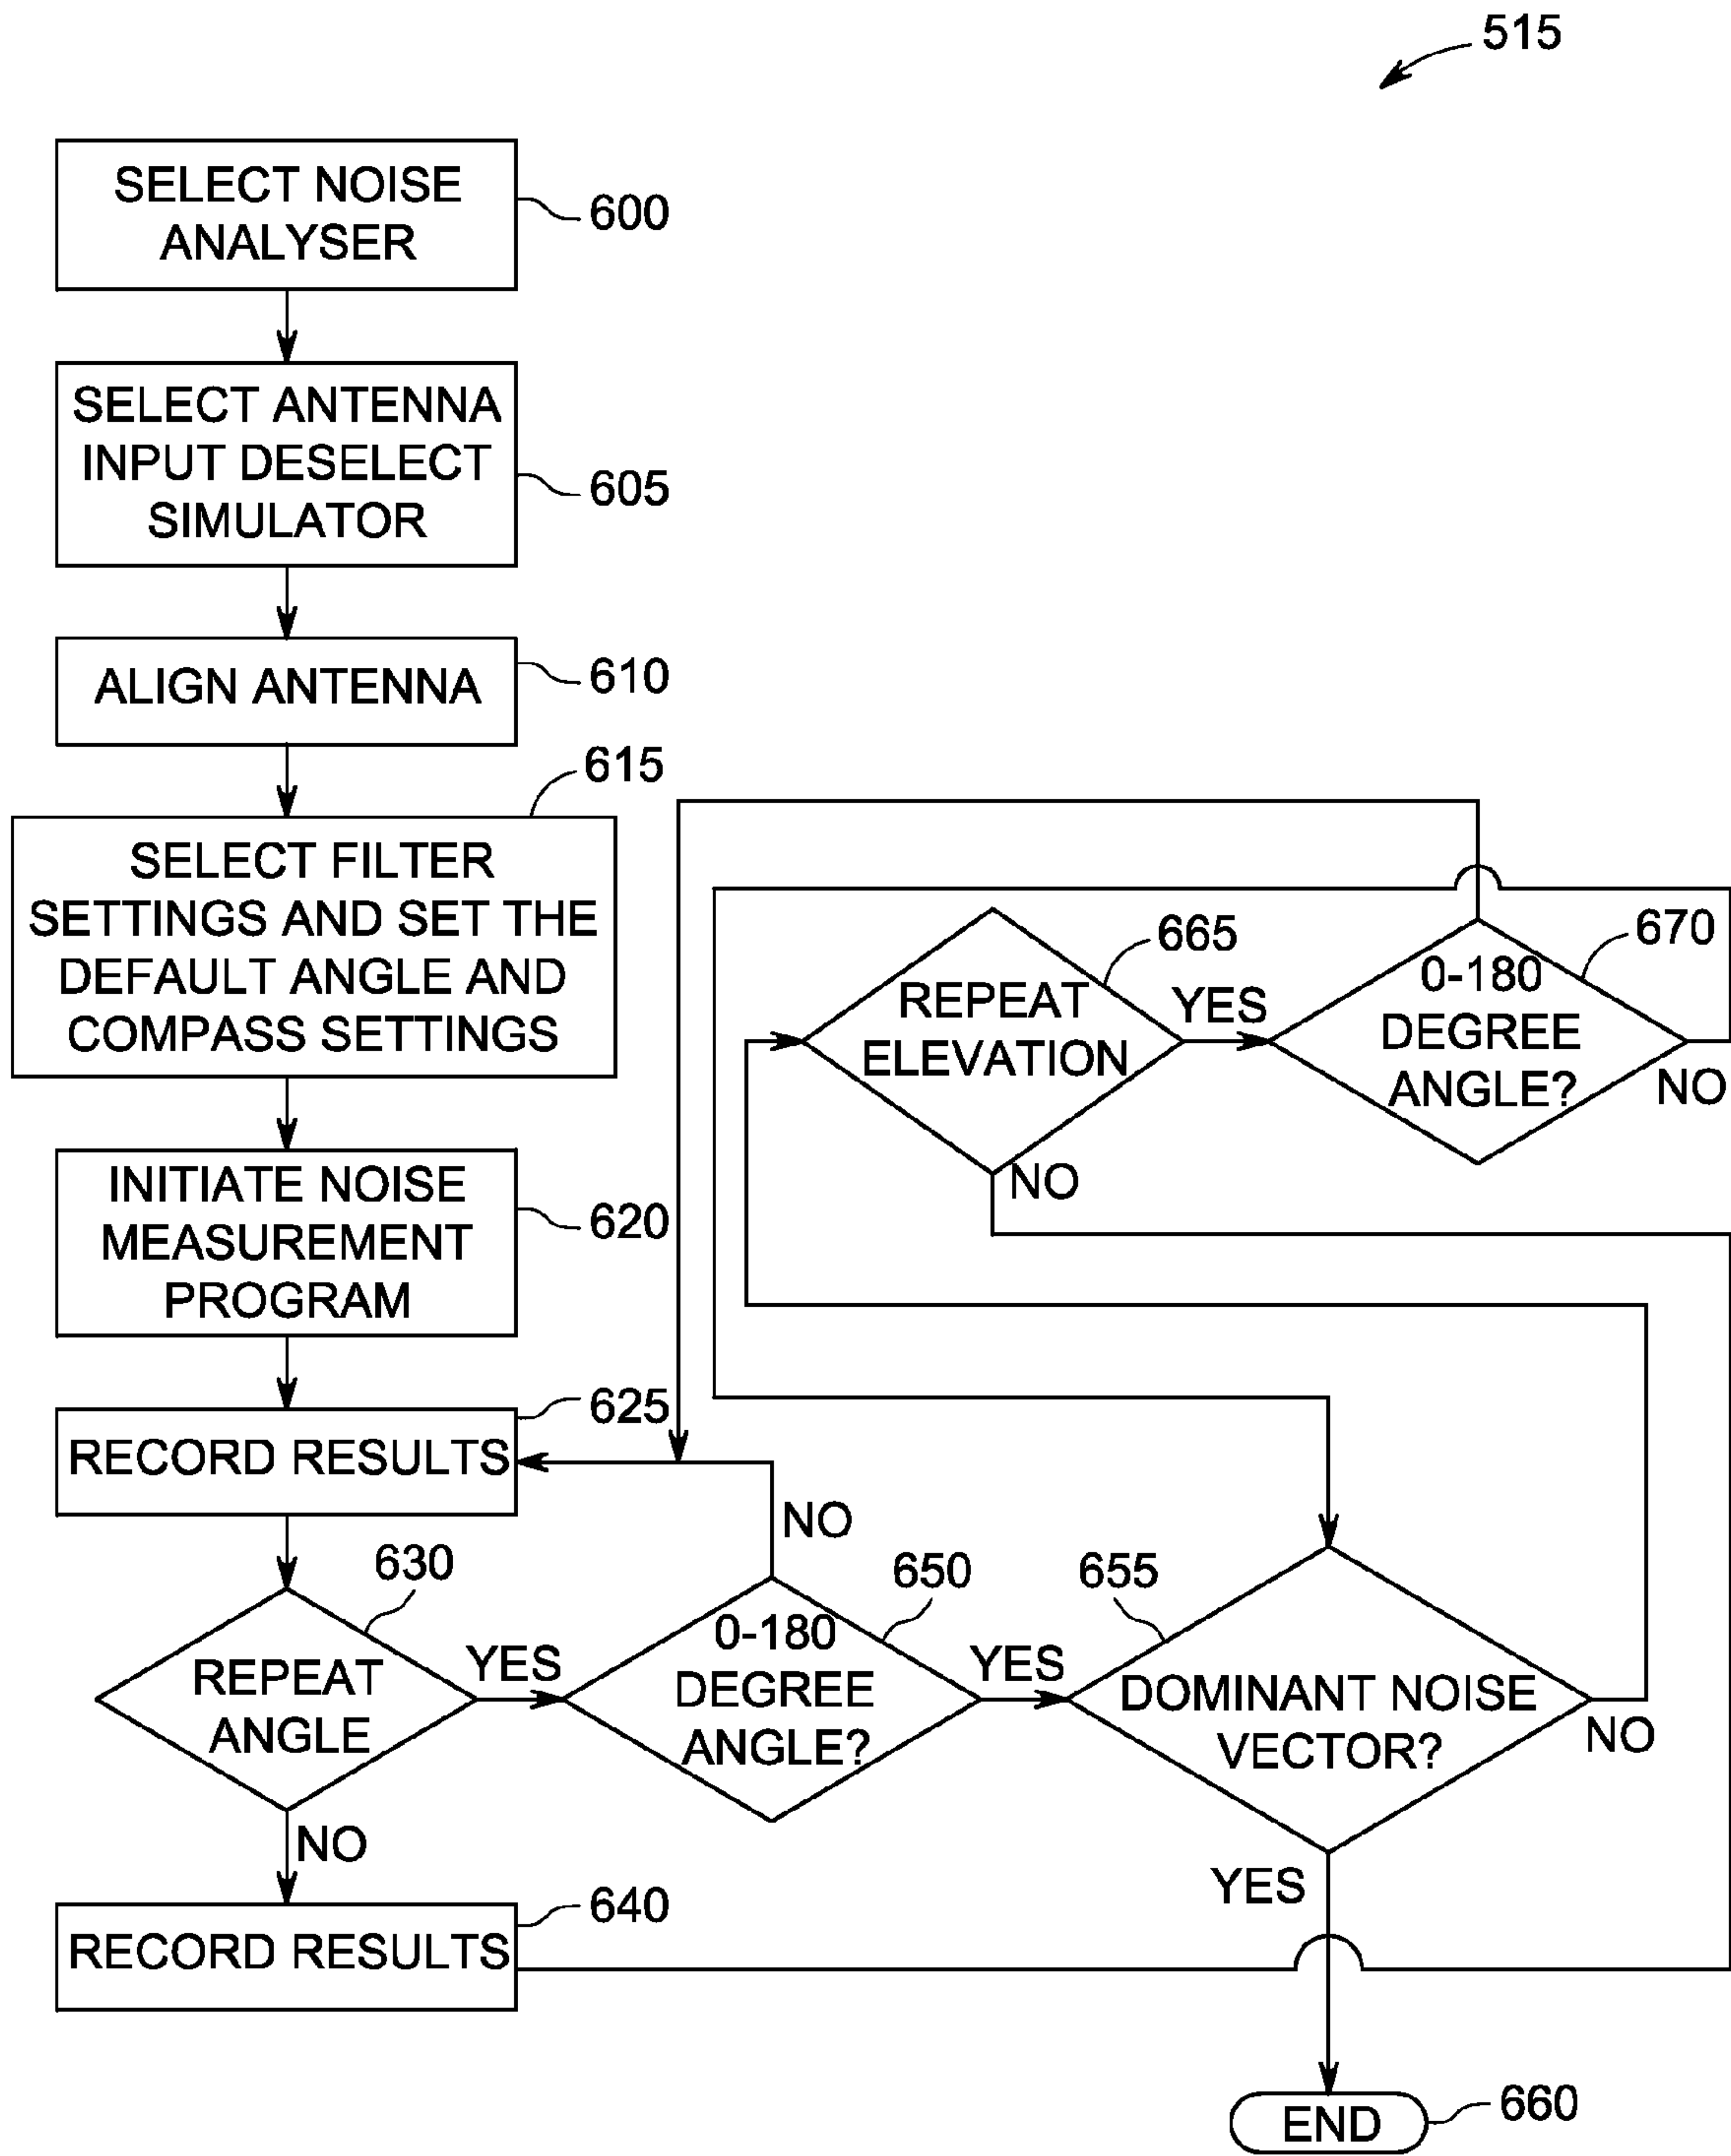 515
SELECT NOISE
ANALYSER
600
SELECT ANTENNA
INPUT DESELECT
SIMULATOR
605
ALIGN ANTENNA
610
615
SELECT FILTER
SETTINGS AND SET THE
DEFAULT ANGLE AND
COMPASS SETTINGS
INITIATE NOISE
MEASUREMENT
PROGRAM
620
625
RECORD RESULTS
630
REPEAT
ANGLE
YES
NO
640
RECORD RESULTS
650
0-180
DEGREE
ANGLE?
NO
YES
655
DOMINANT NOISE
VECTOR?
NO
YES
665
REPEAT
ELEVATION
YES
NO
670
0-180
DEGREE
ANGLE?
NO
END
660